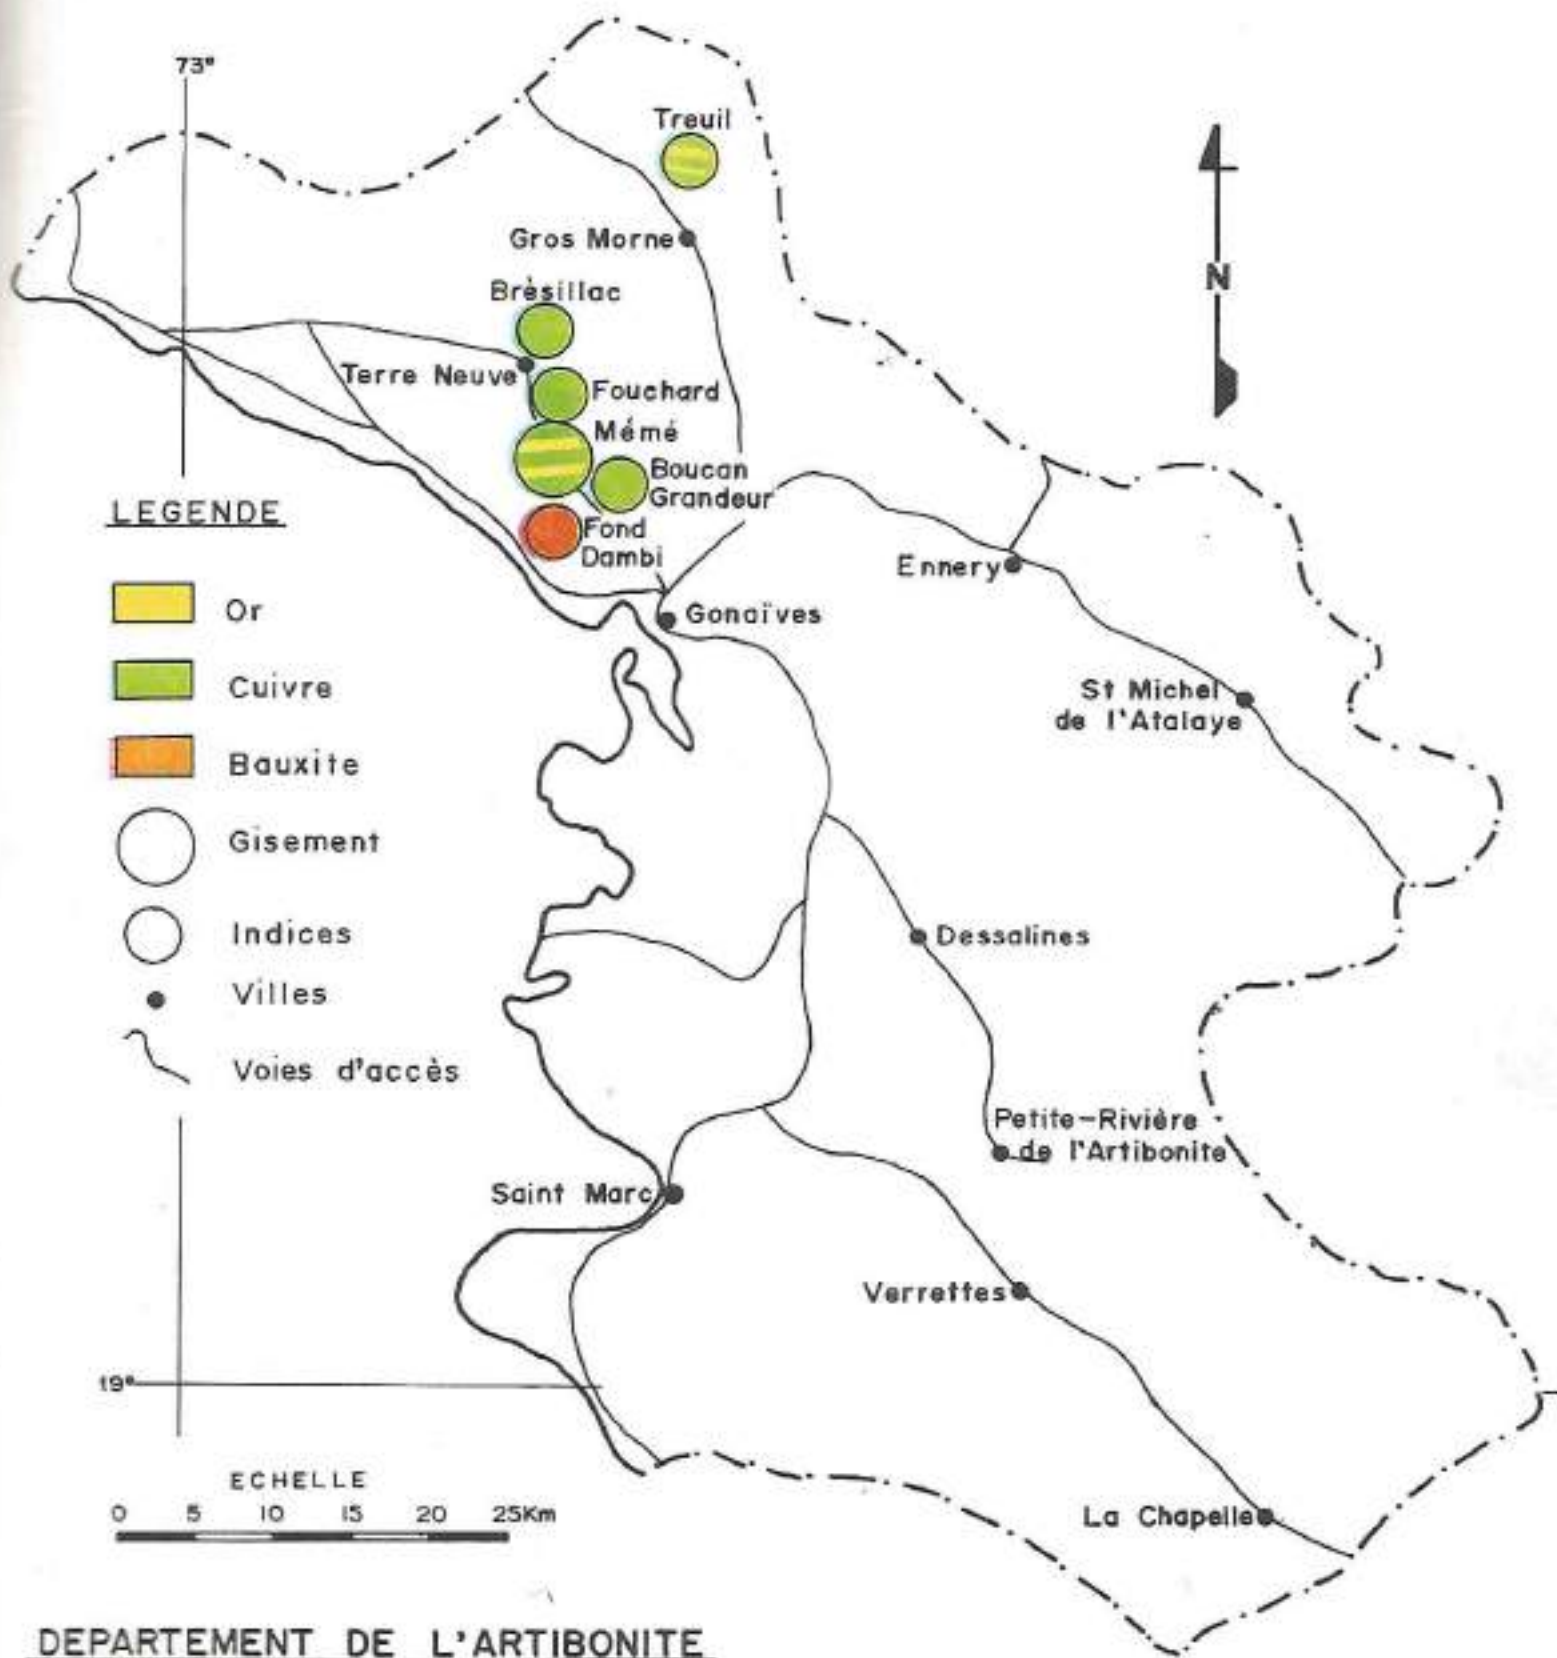 73°
Treuil
Gros Morne
Brèsillac
Terre Neuve
Fouchard
Mémé
Boucan
Grandeur
Fond
Dambi
Ennery
Gonaïves
St Michel
de l'Atalaye
Dessalines
Petite-Rivière
de l'Artibonite
Saint Marc
Verrettes
La Chapelle
N
LEGENDE
Or
Cuivre
Bauxite
Gisement
Indices
Villes
Voies d'accès
19°
ECHELLE
0 5 10 15 20 25Km
DEPARTEMENT DE L'ARTIBONITE